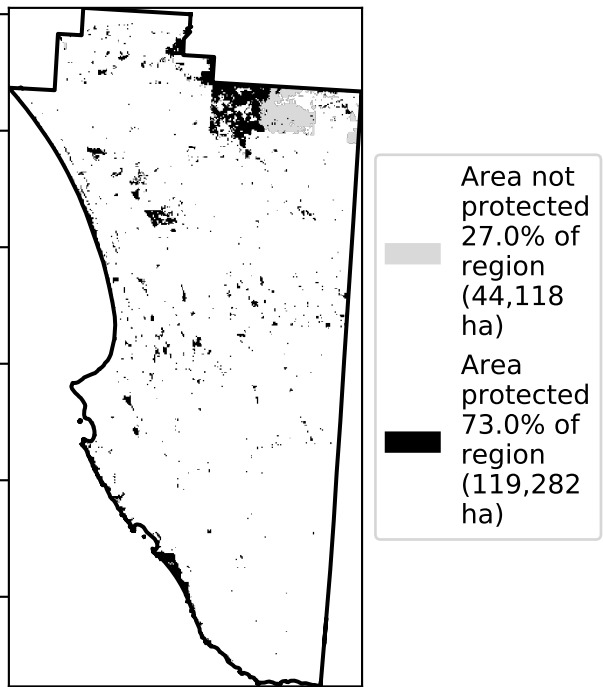 Area not
protected
27.0% of
region
(44,118
ha)
Area
protected
73.0% of
region
(119,282
ha)